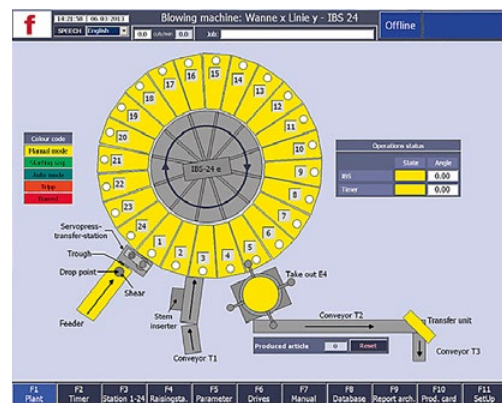 f
14:21:58 | 06.03.2013
Blowing machine: Wanne x Linie y - IBS 24
Offline
SPEECH English
0.0 cuts/min 0.0
Job:
Colour code
Manual mode
Starting seq.
Auto mode
Tripp
1
2
3
4
5
6
7
8
9
10
11
12
13
14
15
16
17
18
19
20
21
22
23
24
IBS-24 e
Operations status
State Angle
IBS 0.00
Timer 0.00
Servopress-
transfer-station
Trough
Drop point
Shear
Feeder
Stem
inserter
Conveyor T1
Take out E4
Conveyor T2
Transfer unit
Produced article 0 Reset
Conveyor T3
F1 F2 F3 F4 F5 F6 F7 F8 F9 F10 F11
Plant Timer Station 1-24 Raisingsta. Parameter Drives Manual Database Report arch. Prod. card SetUp